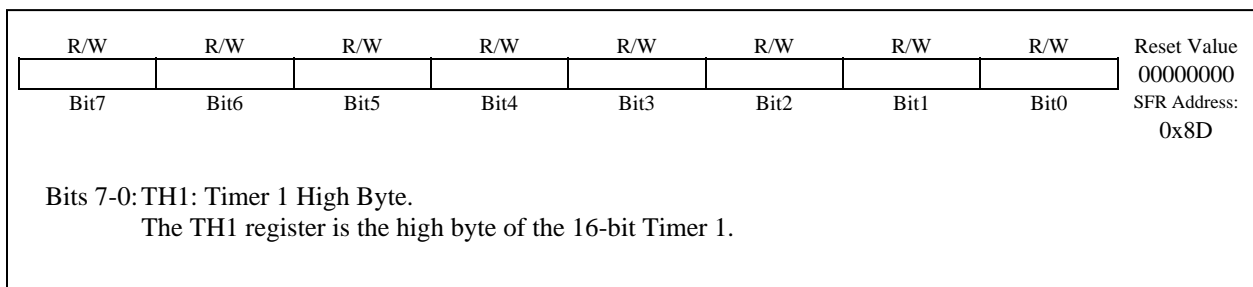 R/W R/W R/W R/W R/W R/W R/W R/W Reset Value
00000000
Bit7 Bit6 Bit5 Bit4 Bit3 Bit2 Bit1 Bit0 SFR Address:
0x8D
Bits 7-0: TH1: Timer 1 High Byte.
The TH1 register is the high byte of the 16-bit Timer 1.